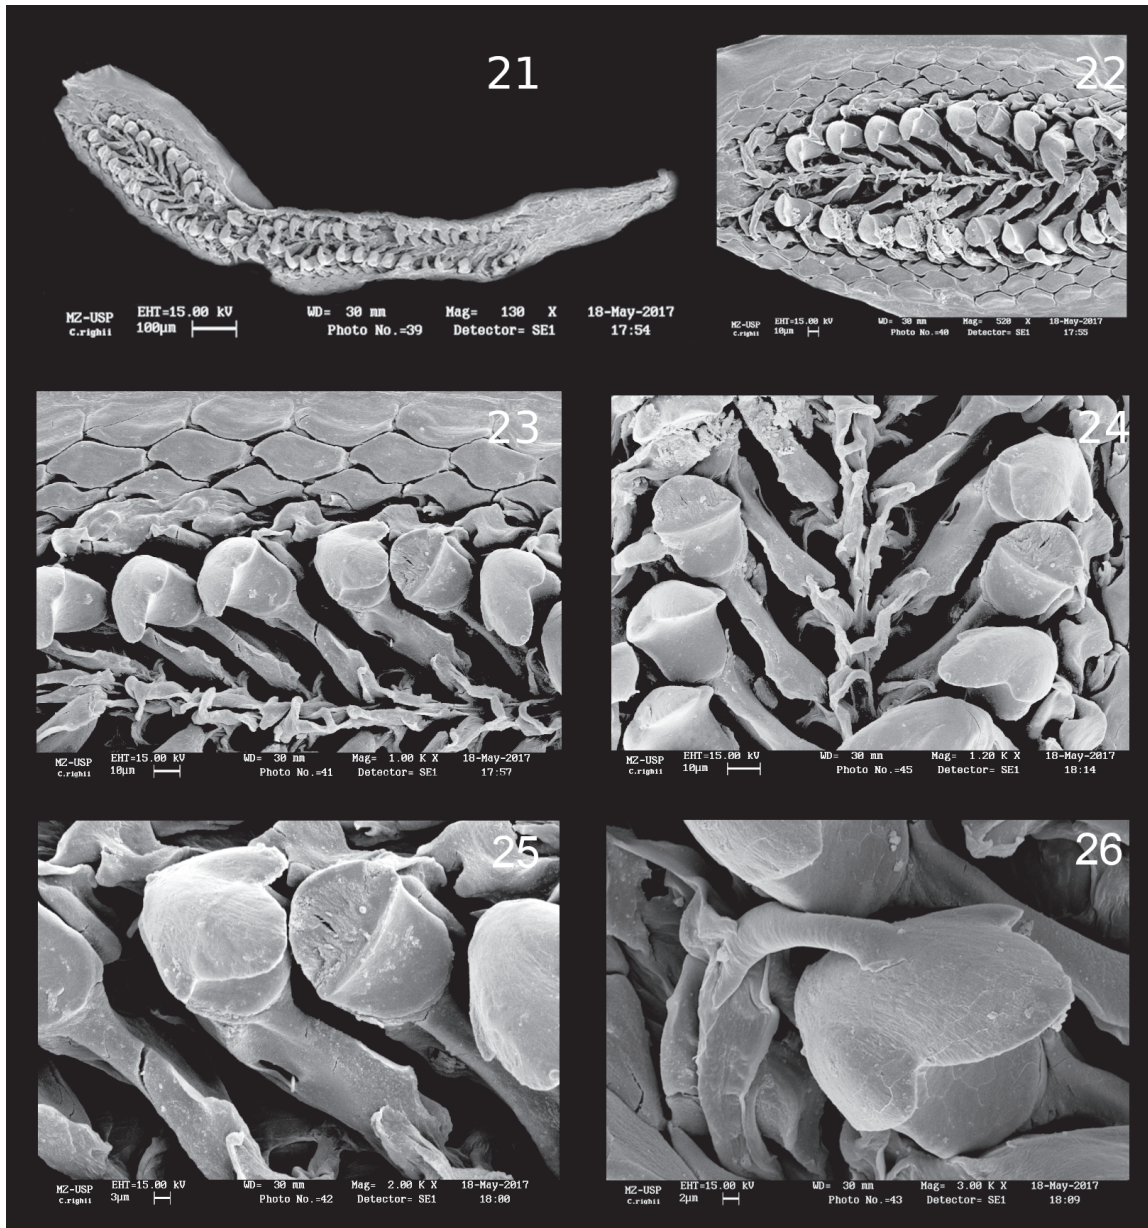 21
MZ-USP EHT=15.00 kV WD= 30 mm Mag= 130 X 18-May-2017
C.righii 100µm Photo No.=39 Detector= SE1 17:54
22
MZ-USP EHT=15.00 kV WD= 30 mm Mag= 520 X 18-May-2017
C.righii 10µm Photo No.=40 Detector= SE1 17:55
23
MZ-USP EHT=15.00 kV WD= 30 mm Mag= 1.00 K X 18-May-2017
C.righii 10µm Photo No.=41 Detector= SE1 17:57
24
MZ-USP EHT=15.00 kV WD= 30 mm Mag= 1.20 K X 18-May-2017
C.righii 10µm Photo No.=45 Detector= SE1 18:14
25
MZ-USP EHT=15.00 kV WD= 30 mm Mag= 2.00 K X 18-May-2017
C.righii 3µm Photo No.=42 Detector= SE1 18:00
26
MZ-USP EHT=15.00 kV WD= 30 mm Mag= 3.00 K X 18-May-2017
C.righii 2µm Photo No.=43 Detector= SE1 18:09